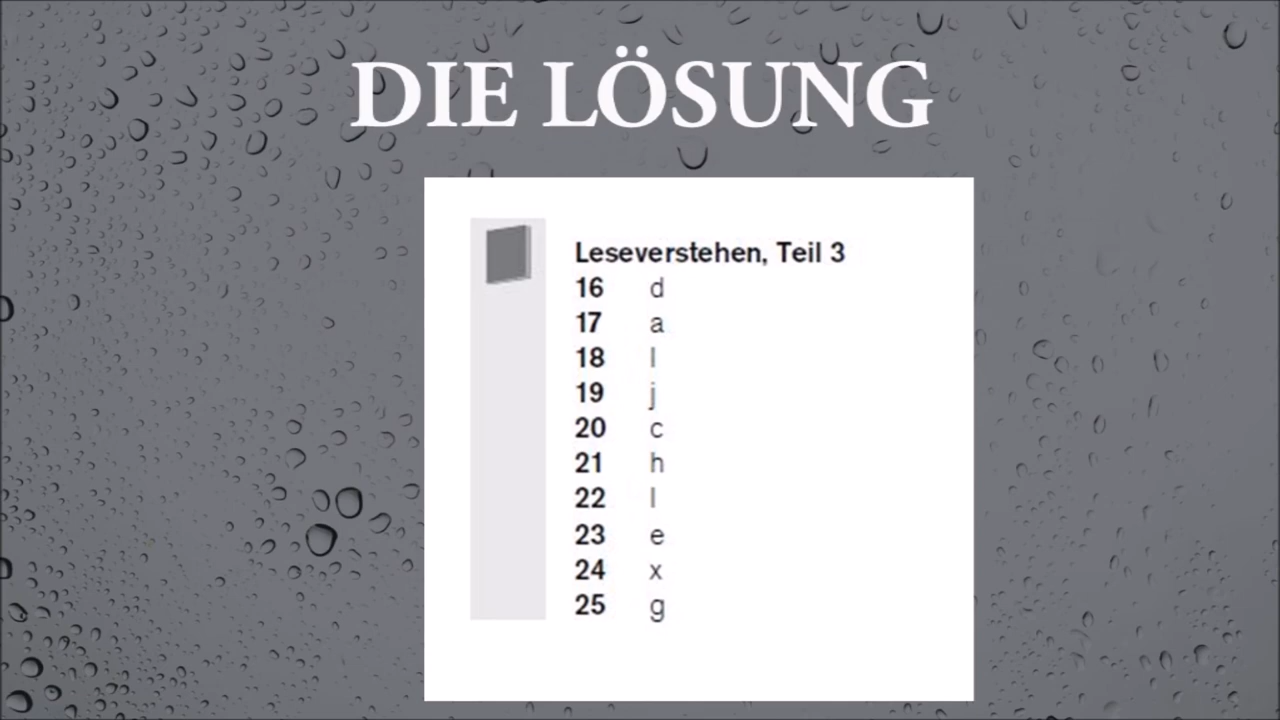 DIE LÖSUNG
Leseverstehen, Teil 3
16 d
17 a
18 l
19 j
20 c
21 h
22 l
23 e
24 x
25 g